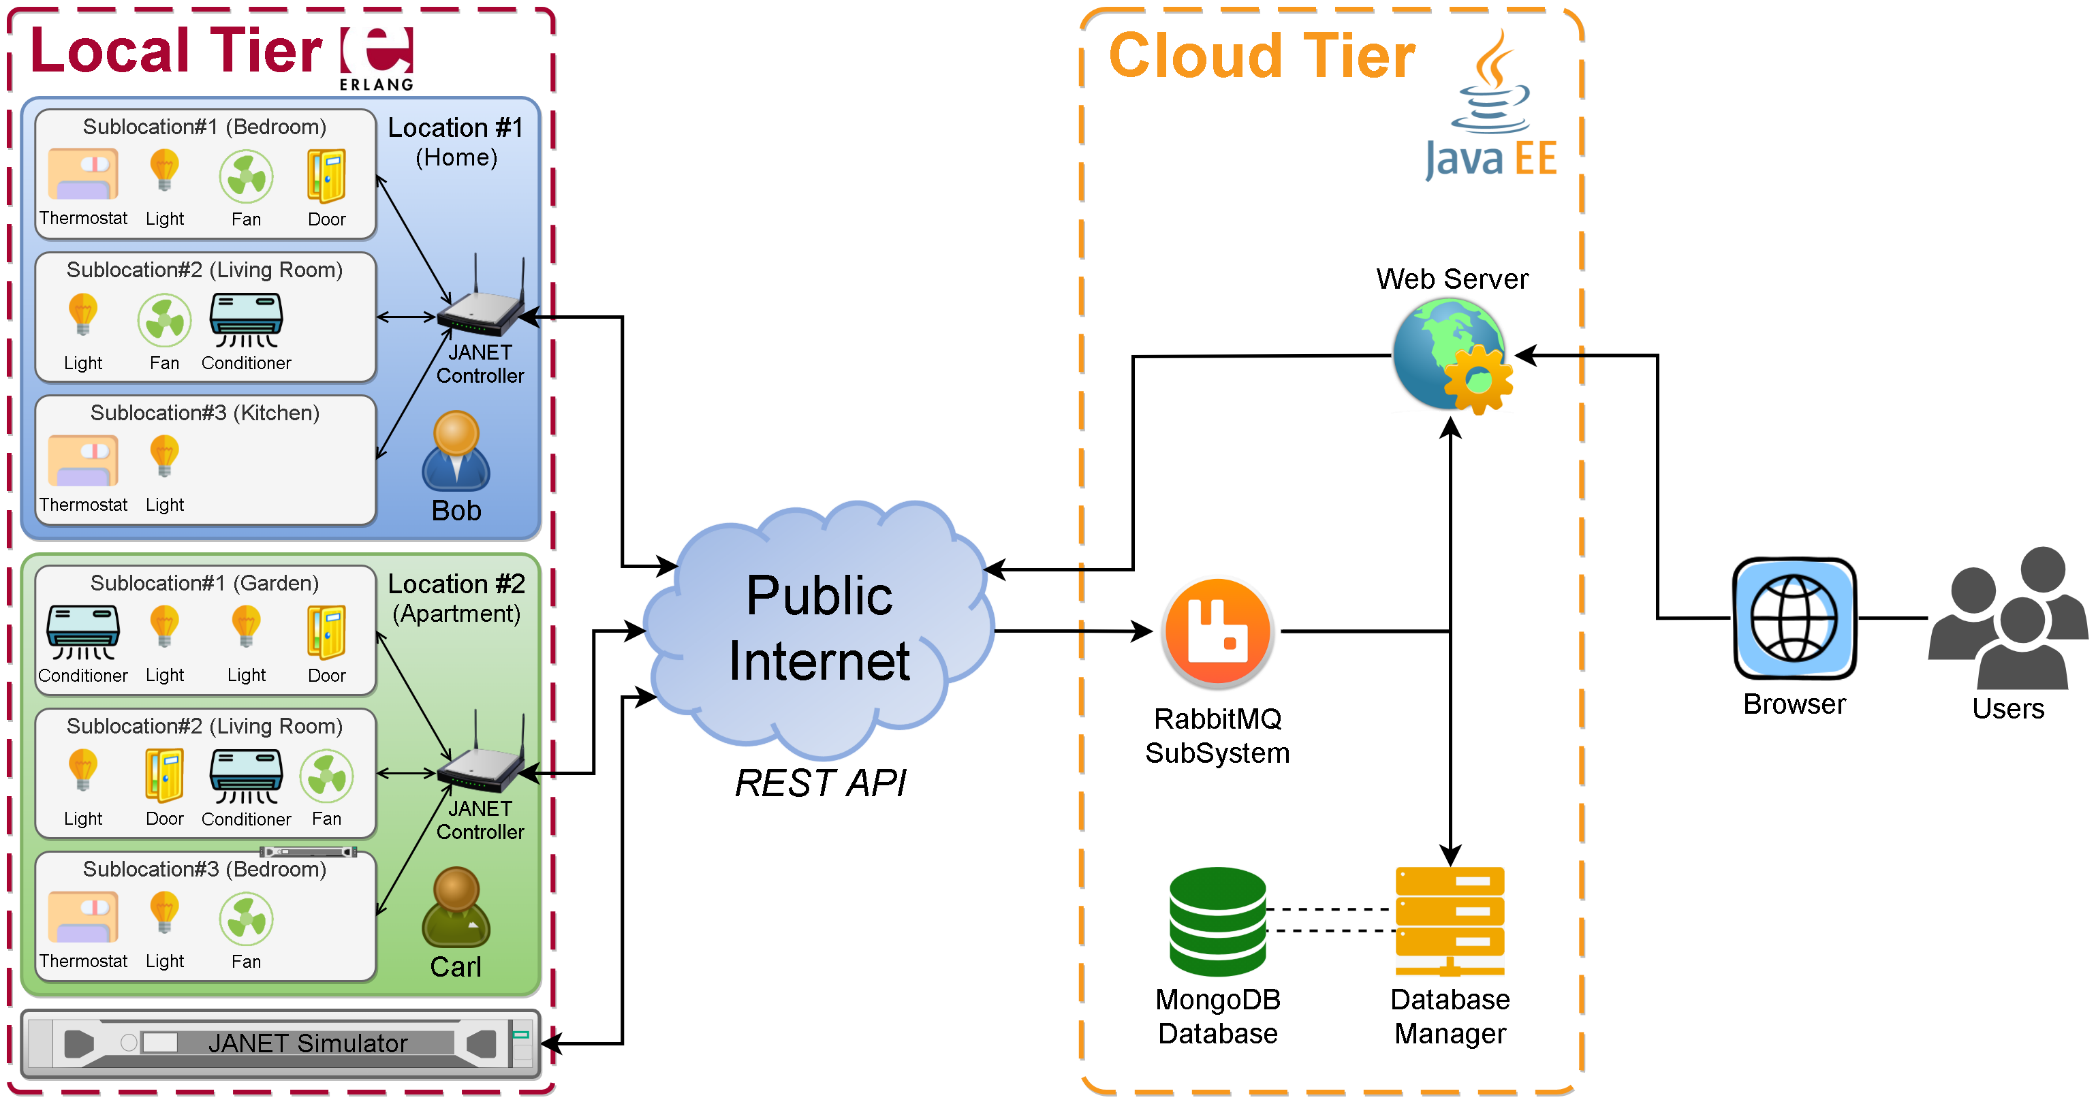 Local Tier
ERLANG
Sublocation#1 (Bedroom)
Thermostat
Light
Fan
Door
Location #1
(Home)
Sublocation#2 (Living Room)
Light
Fan
Conditioner
JANET
Controller
Sublocation#3 (Kitchen)
Thermostat
Light
Bob
Sublocation#1 (Garden)
Conditioner
Light
Light
Door
Location #2
(Apartment)
Sublocation#2 (Living Room)
Light
Door
Conditioner
Fan
JANET
Controller
Sublocation#3 (Bedroom)
Thermostat
Light
Fan
Carl
JANET Simulator
Public
Internet
REST API
Cloud Tier
Java EE
Web Server
RabbitMQ
SubSystem
MongoDB
Database
Database
Manager
Browser
Users